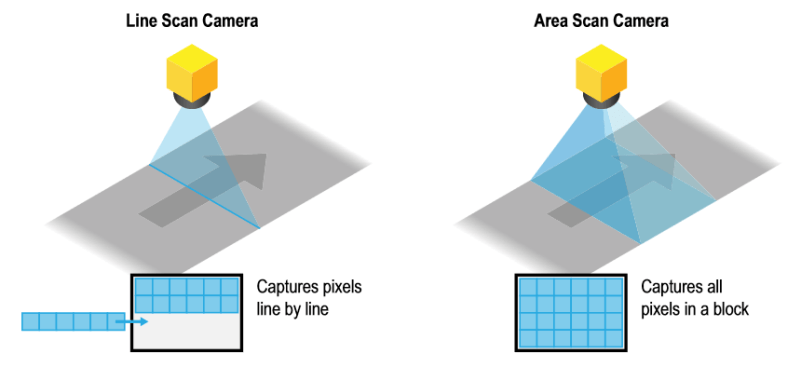 Line Scan Camera
Area Scan Camera
Captures pixels
line by line
Captures all
pixels in a block